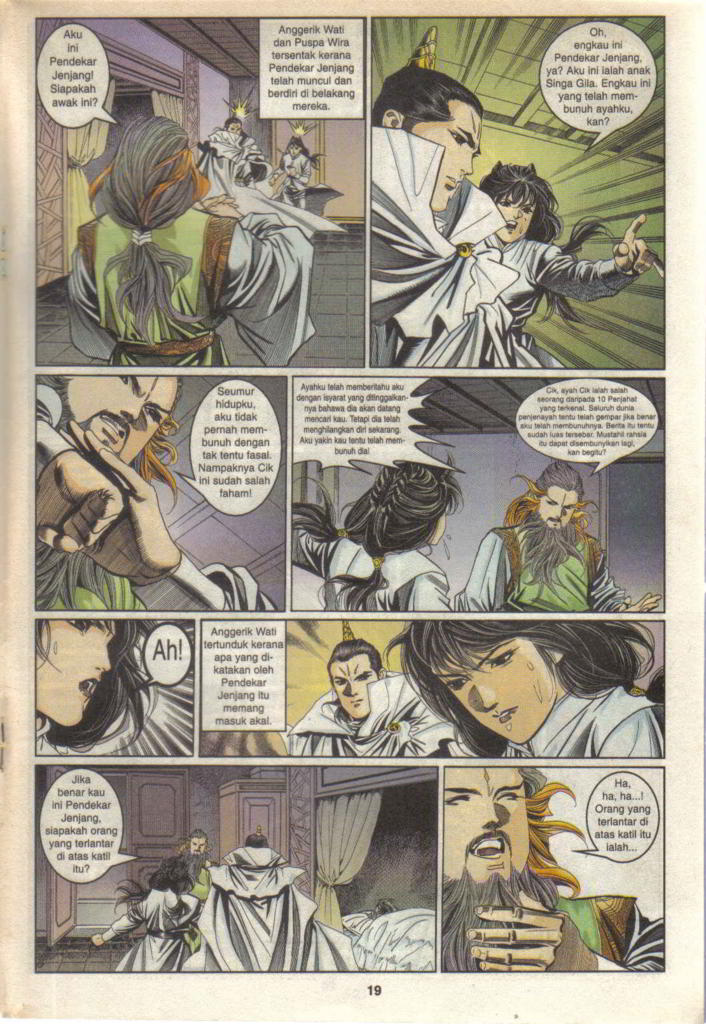 Aku
ini
Pendekar
Jenjang!
Siapakah
awak ini?
Anggerik Wati
dan Puspa Wira
tersentak kerana
Pendekar Jenjang
telah muncul dan
berdiri di belakang
mereka.
Oh,
engkau ini
Pendekar Jenjang,
ya? Aku ini ialah anak
Singa Gila. Engkau ini
yang telah mem-
bunuh ayahku,
kan?
Seumur
hidupku,
aku tidak
pernah mem-
bunuh dengan
tak tentu fasal.
Nampaknya Cik
ini sudah salah
faham!
Ayahku telah memberitahu aku
dengan isyarat yang ditinggalkan-
nya bahawa dia akan datang
mencari kau. Tetapi dia telah
menghilangkan diri sekarang.
Aku yakin kau tentu telah mem-
bunuh dia!
Cik, ayah Cik ialah salah
seorang daripada 10 Penjahat
yang terkenal. Seluruh dunia
penjenayah tentu telah gempar jika benar
aku telah membunuhnya. Berita itu tentu
sudah luas tersebar. Mustahil rahsia
itu dapat disembunyikan lagi,
kan begitu?
Ah!
Anggerik Wati
tertunduk kerana
apa yang di-
katakan oleh
Pendekar
Jenjang itu
memang
masuk akal.
Jika
benar kau
ini Pendekar
Jenjang,
siapakah orang
yang terlantar
di atas katil
itu?
Ha,
ha, ha...!
Orang yang
terlantar di
atas katil itu
ialah...
19